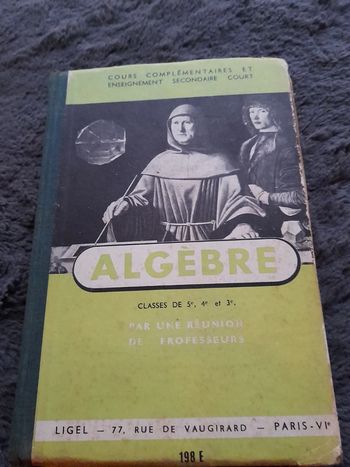 COURS COMPLÉMENTAIRES ET
ENSEIGNEMENT SECONDAIRE COURT
ALGÈBRE
CLASSES DE 5e, 4e et 3e.
PAR UNE RÉUNION
DE PROFESSEURS
LIGEL — 77, RUE DE VAUGIRARD — PARIS-VIe
198 E